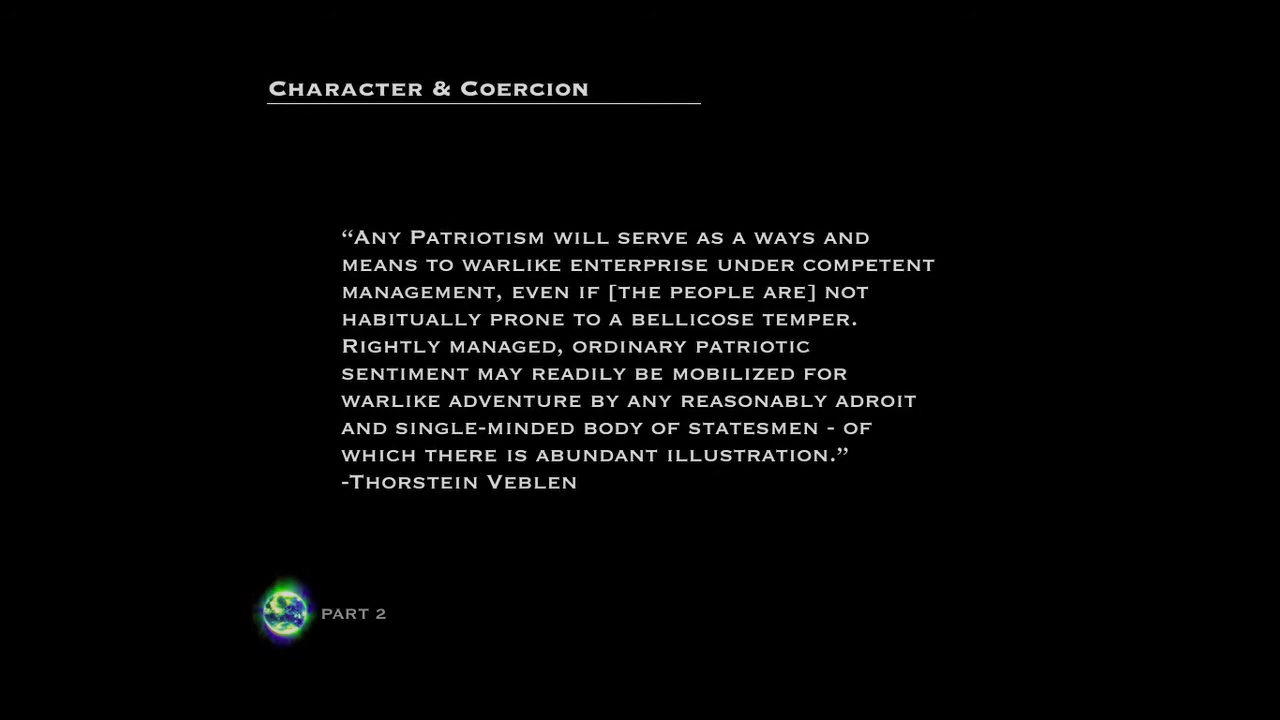 Character & Coercion
“Any Patriotism will serve as a ways and
means to warlike enterprise under competent
management, even if [the people are] not
habitually prone to a bellicose temper.
Rightly managed, ordinary patriotic
sentiment may readily be mobilized for
warlike adventure by any reasonably adroit
and single-minded body of statesmen - of
which there is abundant illustration.”
-Thorstein Veblen
PART 2